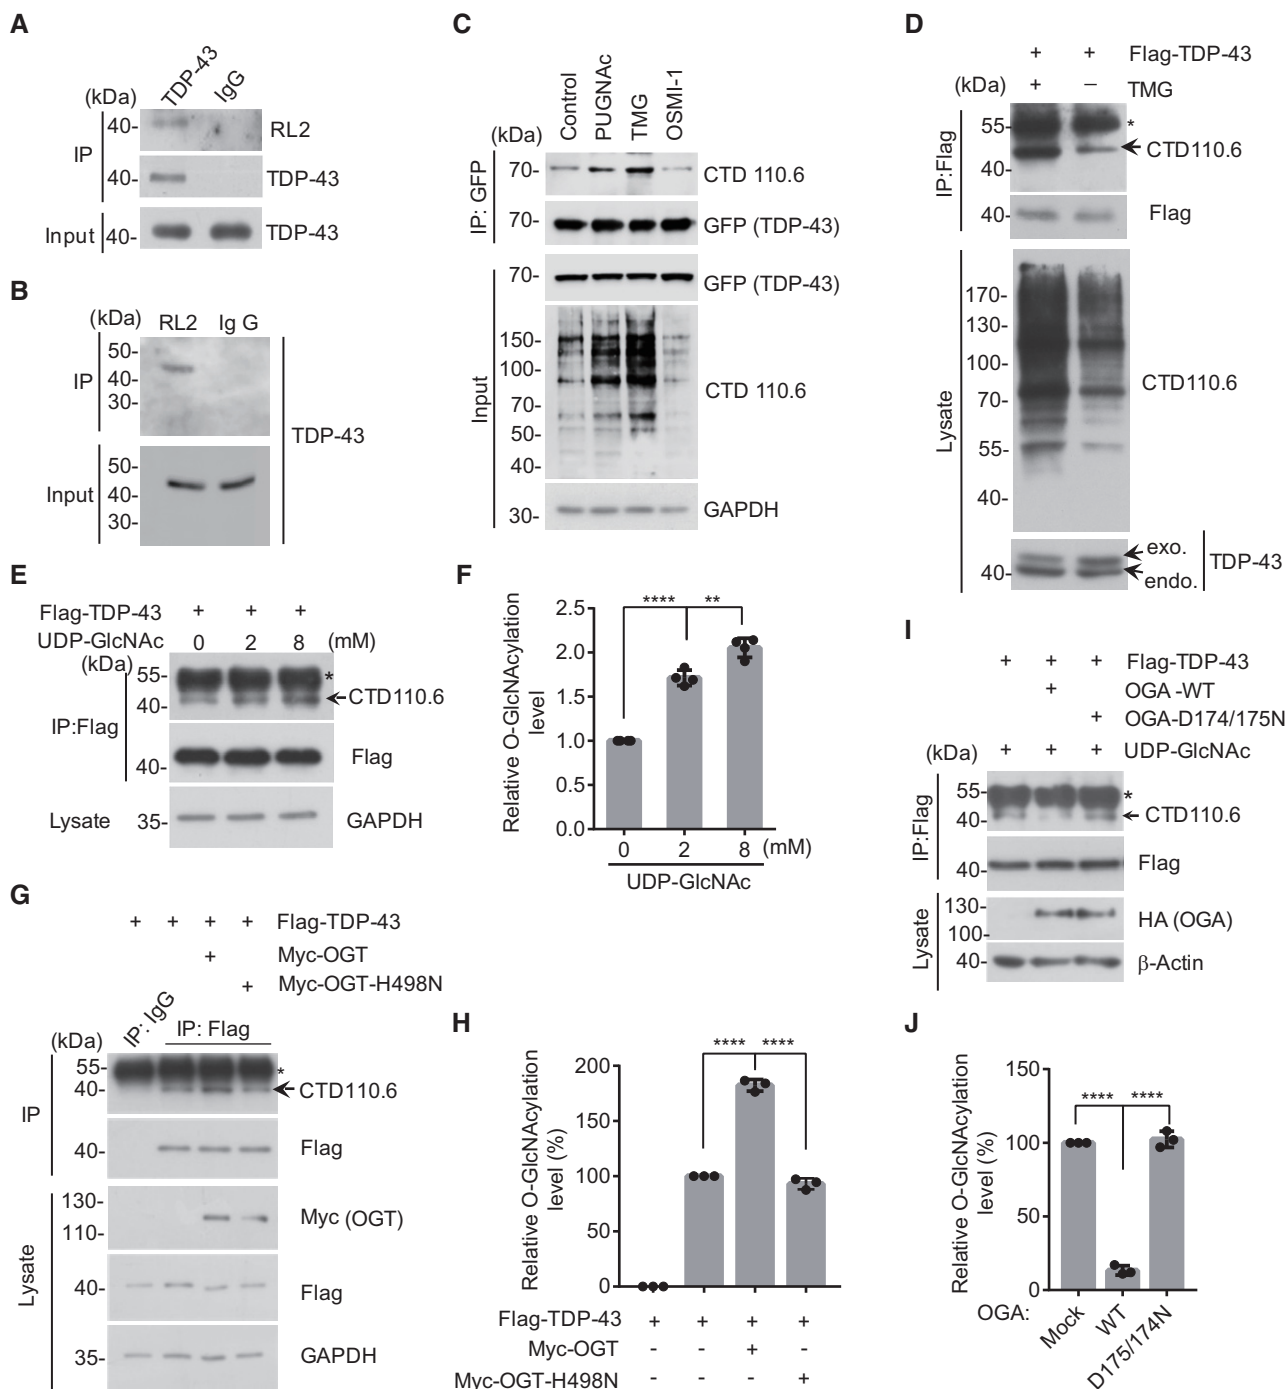 A
TDP-43 IgG
(kDa)
IP
40- RL2
40- TDP-43
Input 40- TDP-43
B
(kDa) RL2 Ig G
IP
50-
40-
30-
TDP-43
Input
50-
40-
30-
C
Control PUGNAc TMG OSMI-1
(kDa)
IP: GFP
70- CTD 110.6
70- GFP (TDP-43)
Input
70- GFP (TDP-43)
150-
100-
70- CTD 110.6
50-
40-
30- GAPDH
D
+ + Flag-TDP-43
(kDa) + – TMG
IP:Flag
55- *
CTD110.6
40-
40- Flag
Lysate
170-
130-
100-
CTD110.6
70-
55-
40-
exo.
TDP-43
40- endo.
E
Flag-TDP-43 + + +
UDP-GlcNAc 0 2 8 (mM)
(kDa)
IP:Flag
55- *
CTD110.6
40-
Flag
40-
Lysate 35- GAPDH
F
Relative O-GlcNAcylation
level
2.5
2.0
1.5
1.0
0.5
0.0
**** **
0 2 8 (mM)
UDP-GlcNAc
G
+ + + + Flag-TDP-43
+ Myc-OGT
+ Myc-OGT-H498N
IP: IgG IP: Flag
(kDa)
IP
55- *
40- CTD110.6
40- Flag
Lysate
130-
Myc (OGT)
110-
40- Flag
35- GAPDH
H
Relative O-GlcNAcylation
level (%)
200
150
100
50
0
**** ****
Flag-TDP-43 + + + +
Myc-OGT - - + -
Myc-OGT-H498N - - - +
I
+ + + Flag-TDP-43
+ OGA -WT
+ OGA-D174/175N
(kDa) + + + UDP-GlcNAc
IP:Flag
55- *
40- CTD110.6
40- Flag
Lysate
130-
HA (OGA)
100-
40- β-Actin
J
Relative O-GlcNAcylation
level (%)
150
100
50
0
**** ****
OGA: Mock WT D175/174N